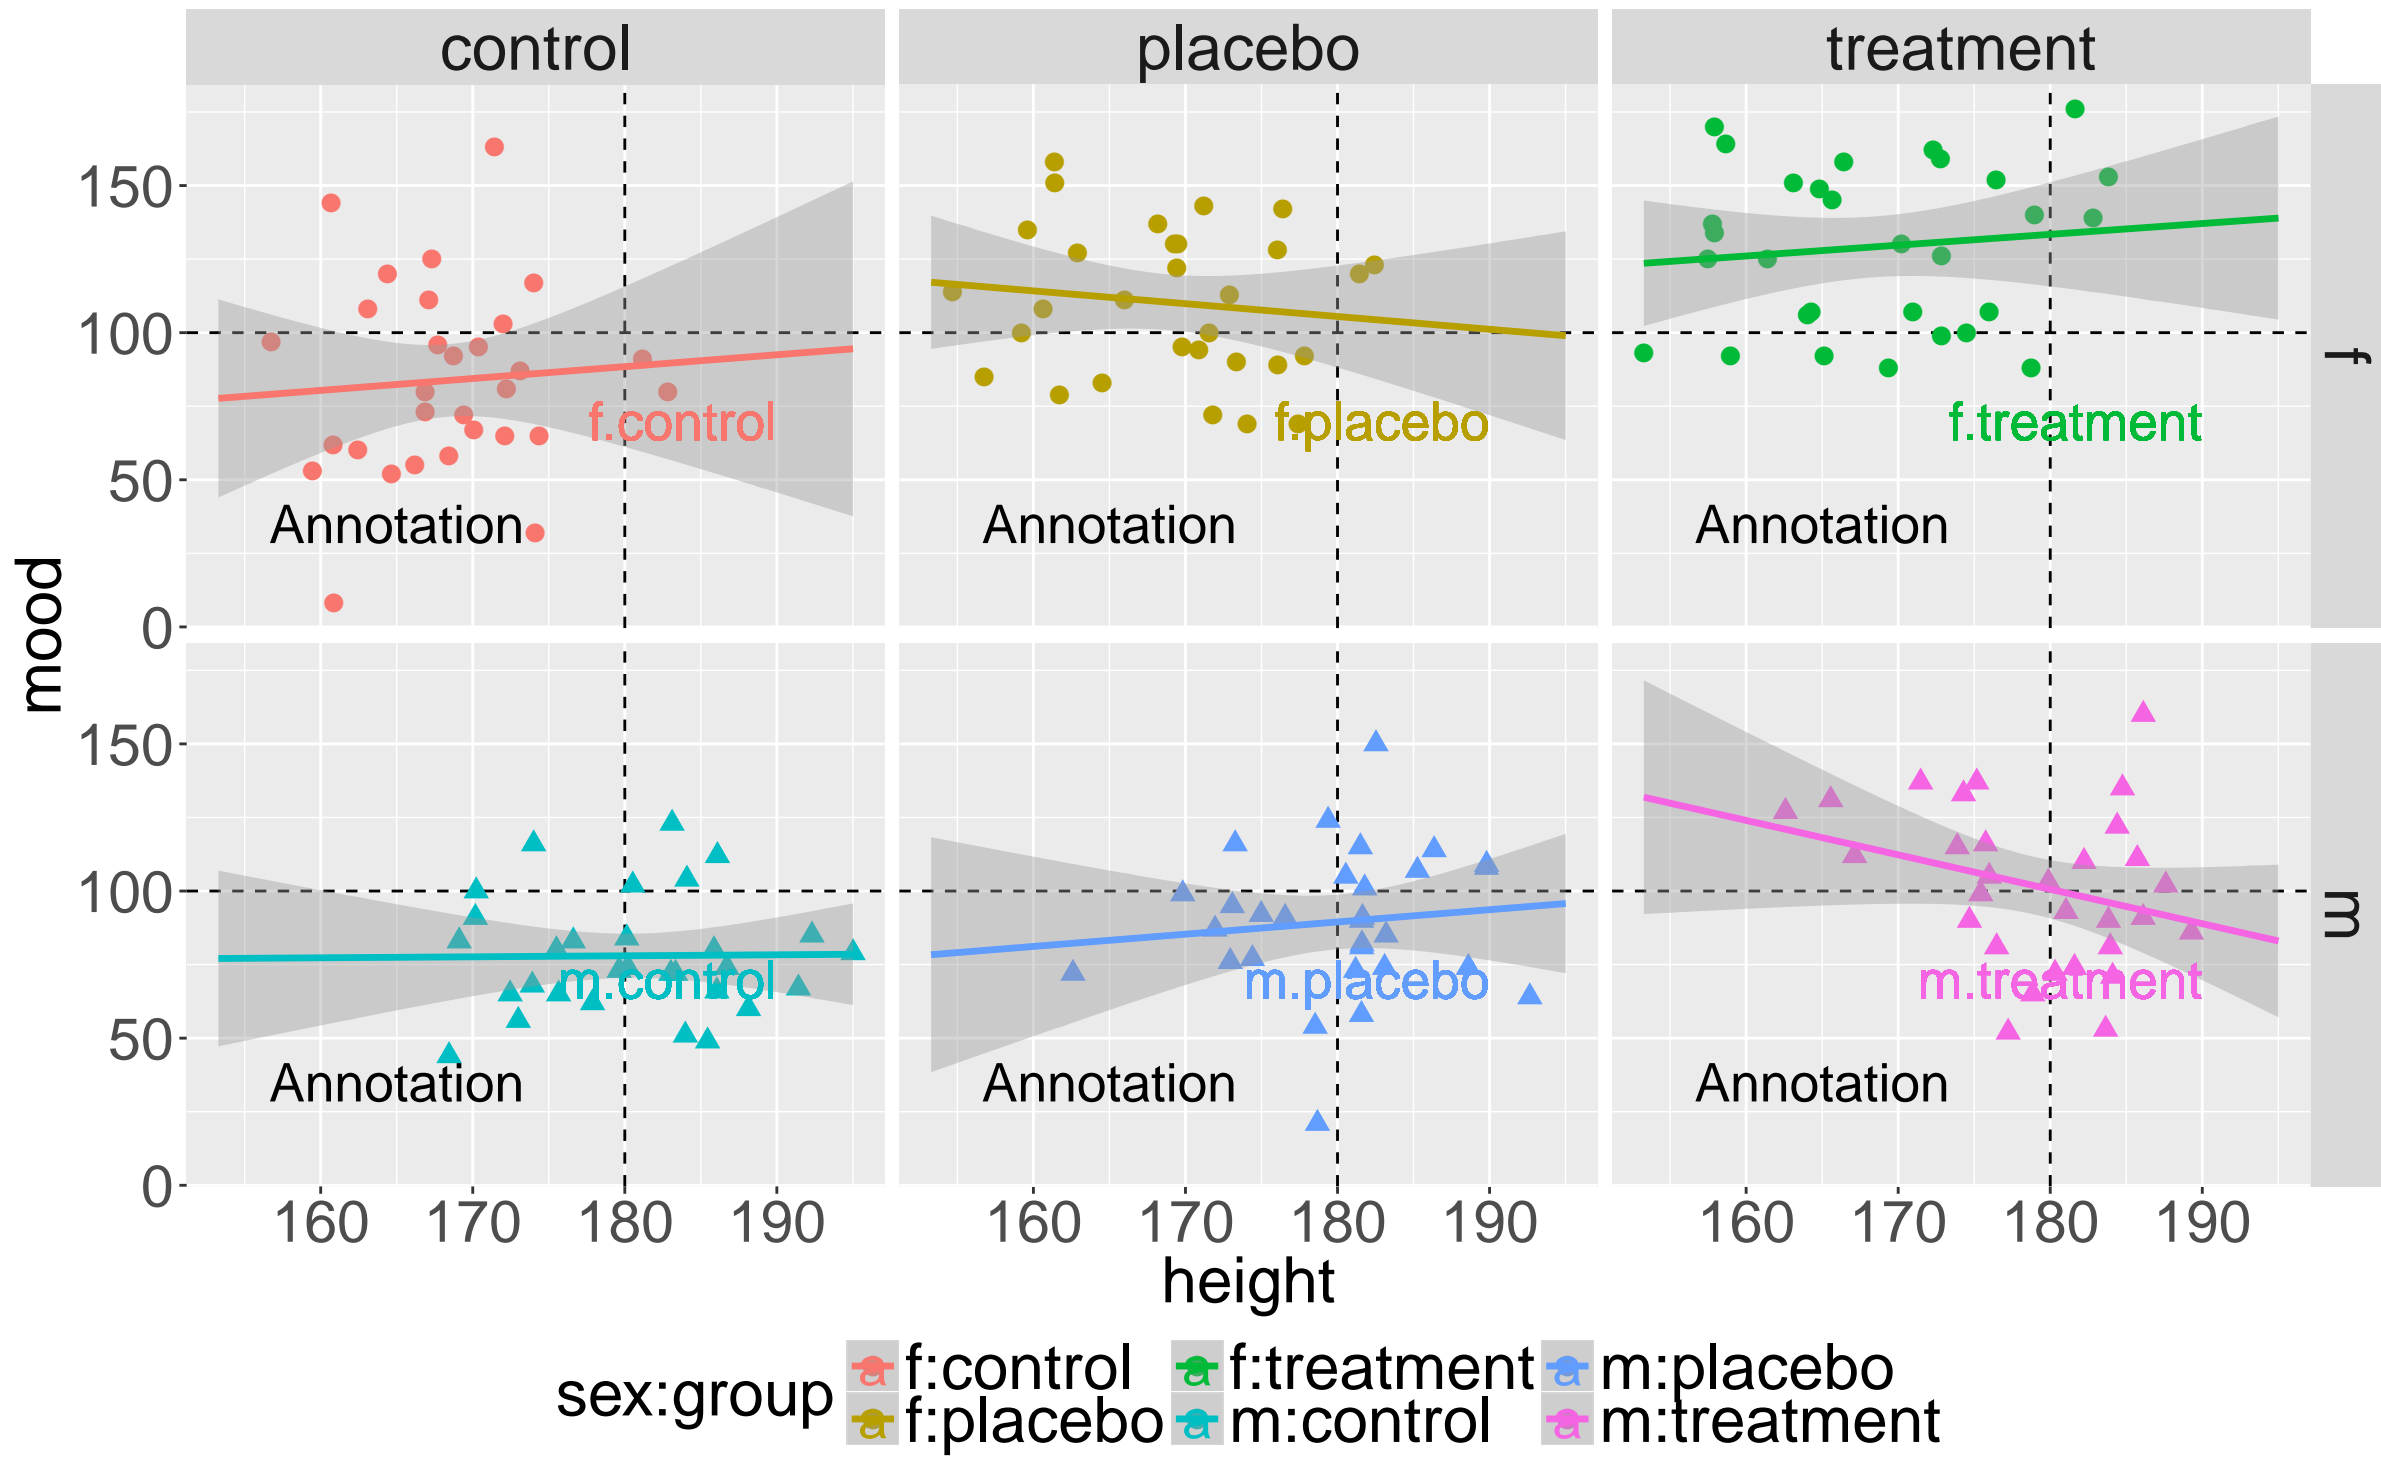 control placebo treatment
150
100
50
0
f.control f.placebo f.treatment
Annotation Annotation Annotation
f
mood
150
100
50
0
m.control m.placebo m.treatment
Annotation Annotation Annotation
m
160 170 180 190 160 170 180 190 160 170 180 190
height
sex:group
a f:control a f:treatment a m:placebo
a f:placebo a m:control a m:treatment